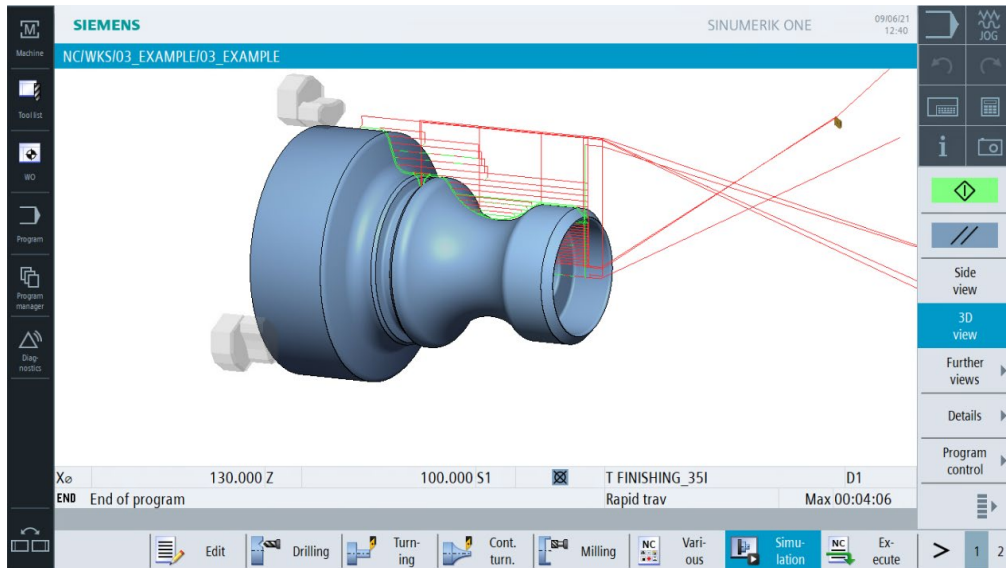 SIEMENS
SINUMERIK ONE
09/06/21
12:40
JOG
M
Machine
NC/WKS/03_EXAMPLE/03_EXAMPLE
Tool list
WO
Program
Program
manager
Diag-
nostics
i
Side
view
3D
view
Further
views
Details
Program
control
X⌀ 130.000 Z 100.000 S1 T FINISHING_35I D1
END End of program Rapid trav Max 00:04:06
Edit
Drilling
Turn-
ing
Cont.
turn.
Milling
NC
Vari-
ous
Simu-
lation
NC
Ex-
ecute
> 1 2